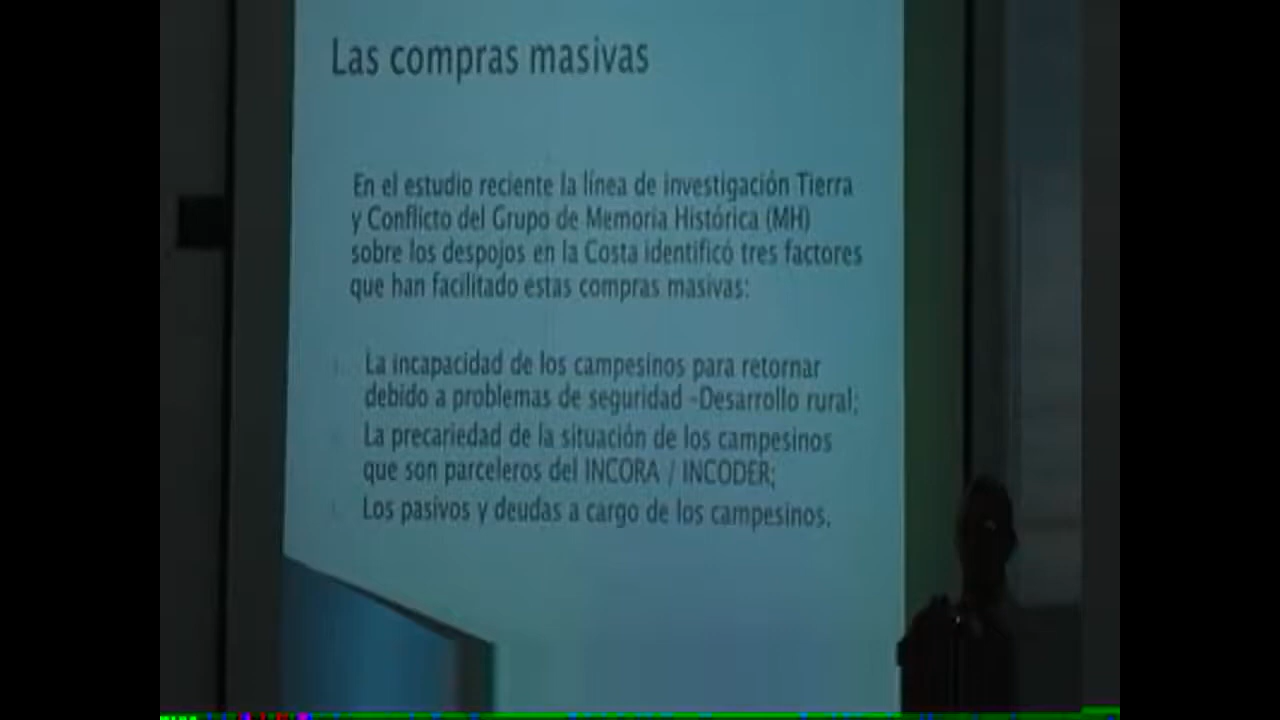 Las compras masivas
En el estudio reciente la línea de investigación Tierra
y Conflicto del Grupo de Memoria Histórica (MH)
sobre los despojos en la Costa identificó tres factores
que han facilitado estas compras masivas:
La incapacidad de los campesinos para retornar
debido a problemas de seguridad -Desarrollo rural;
La precariedad de la situación de los campesinos
que son parceleros del INCORA / INCODER;
Los pasivos y deudas a cargo de los campesinos.